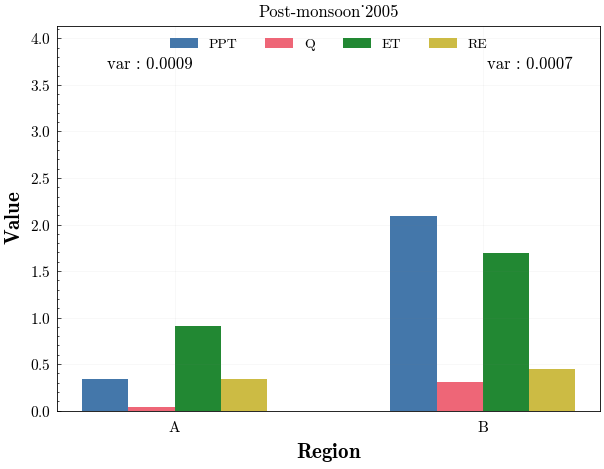 Post-monsoon˙2005
PPT Q ET RE
var : 0.0009 var : 0.0007
4.0
3.5
3.0
2.5
2.0
1.5
1.0
0.5
0.0
Value
A B
Region